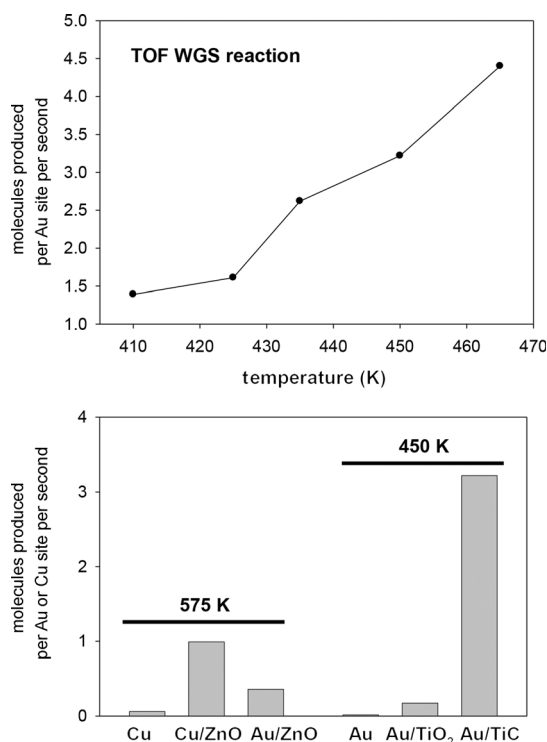 TOF WGS reaction
molecules produced
per Au site per second
5.0
4.5
4.0
3.5
3.0
2.5
2.0
1.5
1.0
410 420 430 440 450 460 470
temperature (K)
molecules produced
per Au or Cu site per second
4
3
2
1
0
575 K
450 K
Cu Cu/ZnO Au/ZnO Au Au/TiO2 Au/TiC